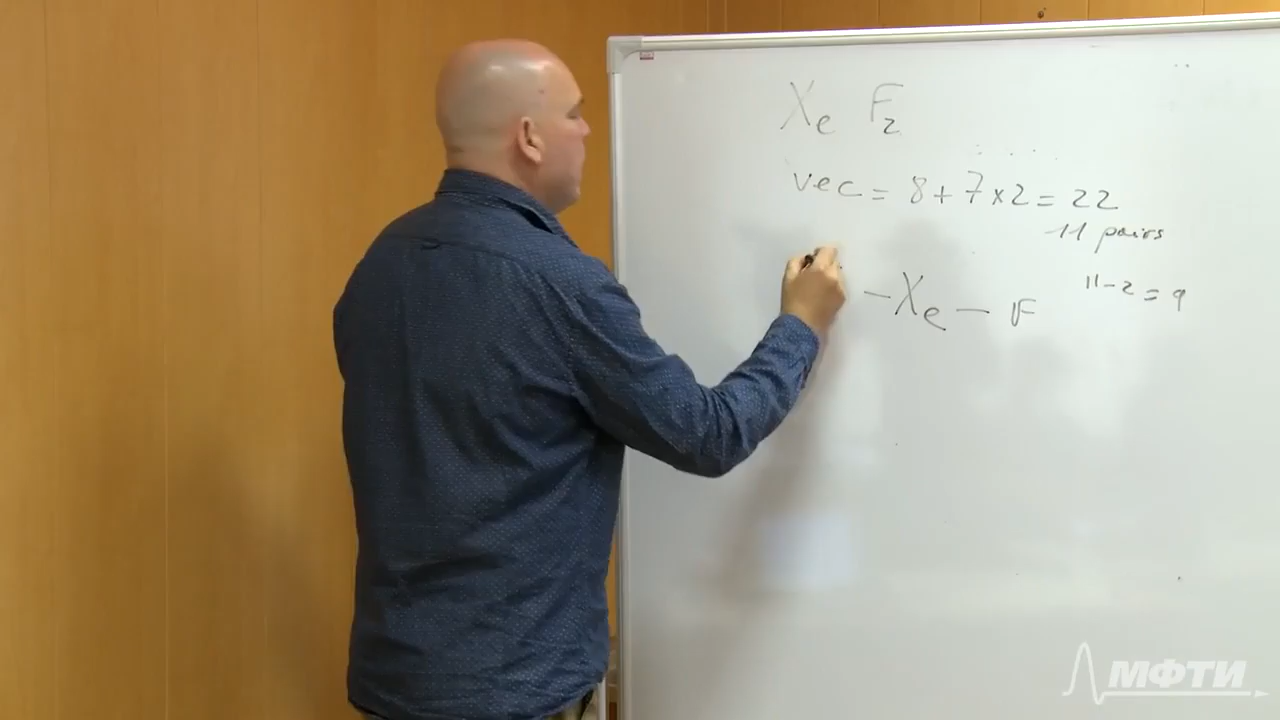 Xe F2
vec = 8+7×2 = 22
11 pairs
11-2=9
-Xe- F
МФТИ